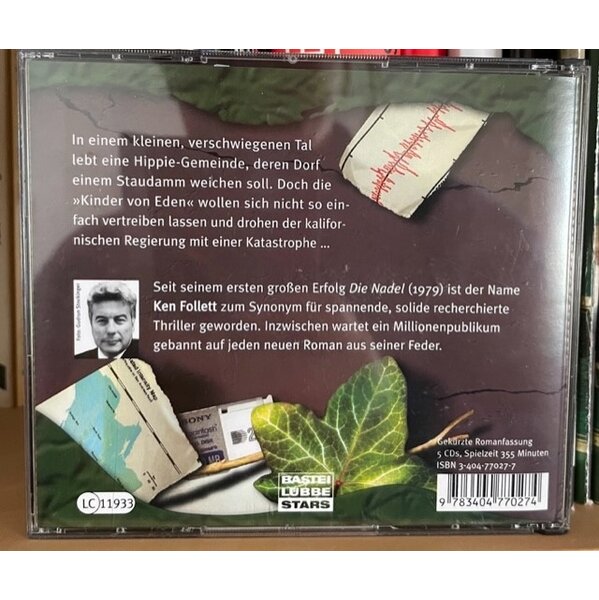 In einem kleinen, verschwiegenen Tal
lebt eine Hippie-Gemeinde, deren Dorf
einem Staudamm weichen soll. Doch die
»Kinder von Eden« wollen sich nicht so ein-
fach vertreiben lassen und drohen der kalifor-
nischen Regierung mit einer Katastrophe ...
Seit seinem ersten großen Erfolg Die Nadel (1979) ist der Name
Ken Follett zum Synonym für spannende, solide recherchierte
Thriller geworden. Inzwischen wartet ein Millionenpublikum
gebannt auf jeden neuen Roman aus seiner Feder.
SONY
LC 11933
BASTEI
LÜBBE
STARS
Gekürzte Romanfassung
5 CDs, Spielzeit 355 Minuten
ISBN 3-404-77027-7
9 783404 770274